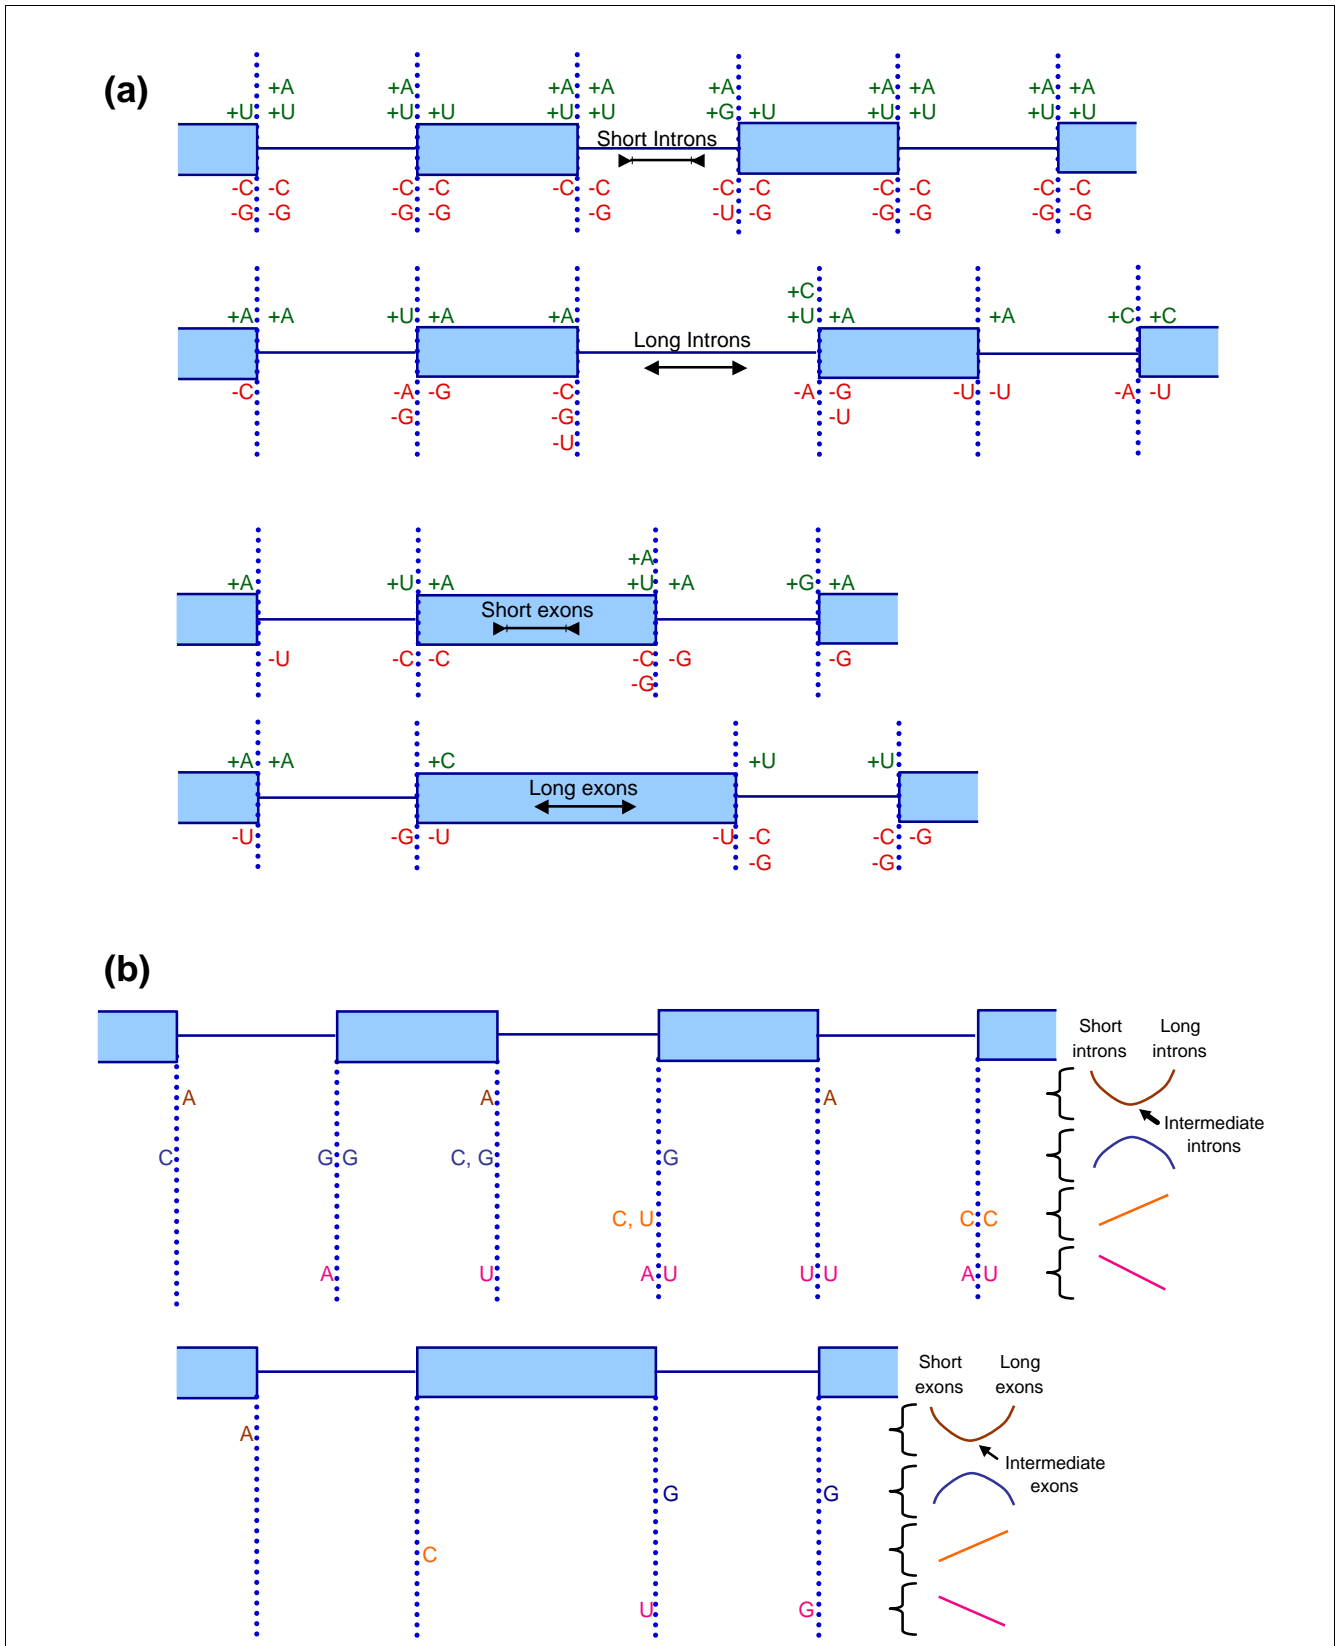 (a)
+A +A +A +A +A +A +A +A +A
+U +U +U +U +U +U +G +U +U +U +U +U
Short Introns
-C -C -C -C -C -C -C -C -C -C -C -C
-G -G -G -G -G -U -G -G -G -G -G
+C
+A +A +U +A +A +U +A +A +C +C
Long Introns
-C -A -G -C -A -G -U -U -A -U
-G -G -U
-U
+A
+A +U +A +U +A +G +A
Short exons
-U -C -C -C -G -G
-G
+A +A +C +U +U
Long exons
-U -G -U -U -C -C -G
-G -G
(b)
Short Long
introns introns
A A A
Intermediate
introns
C G G C, G G
C, U C C
A U A U U U A U
Short Long
exons exons
A
Intermediate
exons
G G
C
U G